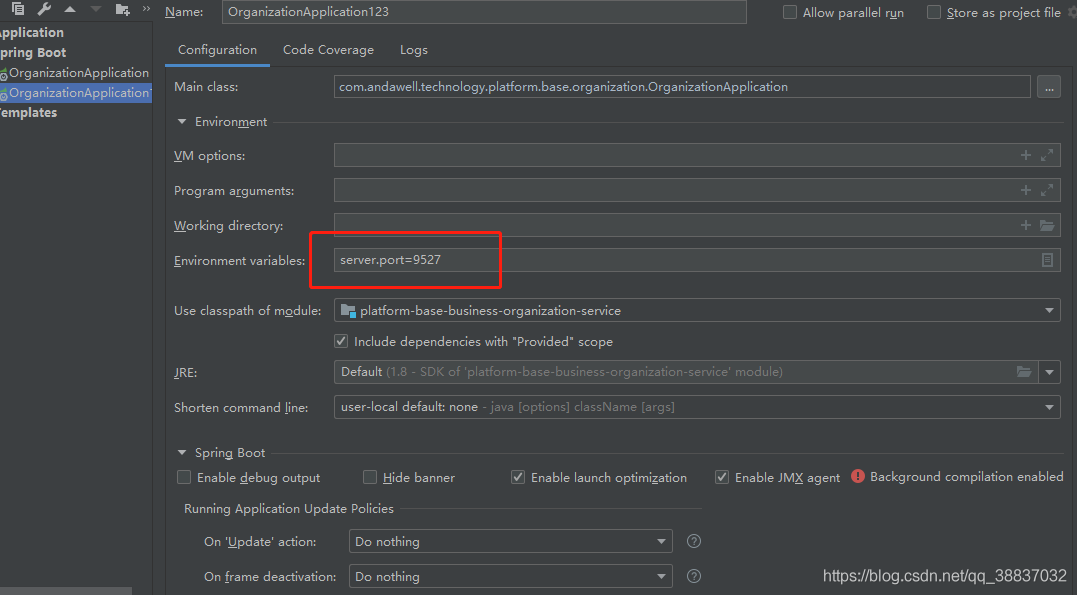 Name: OrganizationApplication123 Allow parallel run Store as project file
pplication
pring Boot
OrganizationApplication
OrganizationApplication1
emplates
Configuration Code Coverage Logs
Main class: com.andawell.technology.platform.base.organization.OrganizationApplication ...
Environment
VM options:
Program arguments:
Working directory:
Environment variables: server.port=9527
Use classpath of module: platform-base-business-organization-service
Include dependencies with "Provided" scope
JRE: Default (1.8 - SDK of 'platform-base-business-organization-service' module)
Shorten command line: user-local default: none - java [options] className [args]
Spring Boot
Enable debug output Hide banner Enable launch optimization Enable JMX agent Background compilation enabled
Running Application Update Policies
On 'Update' action: Do nothing
On frame deactivation: Do nothing
https://blog.csdn.net/qq_38837032